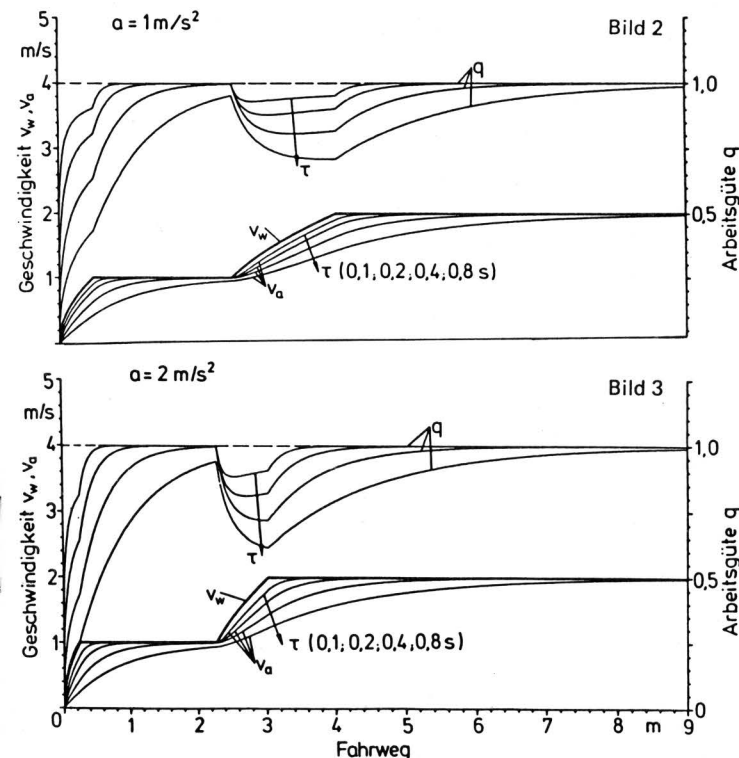 a = 1 m/s²
Bild 2
5
m/s
4
3
2
1
Geschwindigkeit v_w, v_a
q
1,0
0,5
Arbeitsgüte q
τ
v_w
τ (0,1; 0,2; 0,4; 0,8 s)
v_a
a = 2 m/s²
Bild 3
5
m/s
4
3
2
1
Geschwindigkeit v_w, v_a
q
1,0
0,5
0
Arbeitsgüte q
τ
v_w
τ (0,1; 0,2; 0,4; 0,8 s)
v_a
0 1 2 3 4 5 6 7 8 m 9
Fahrweg